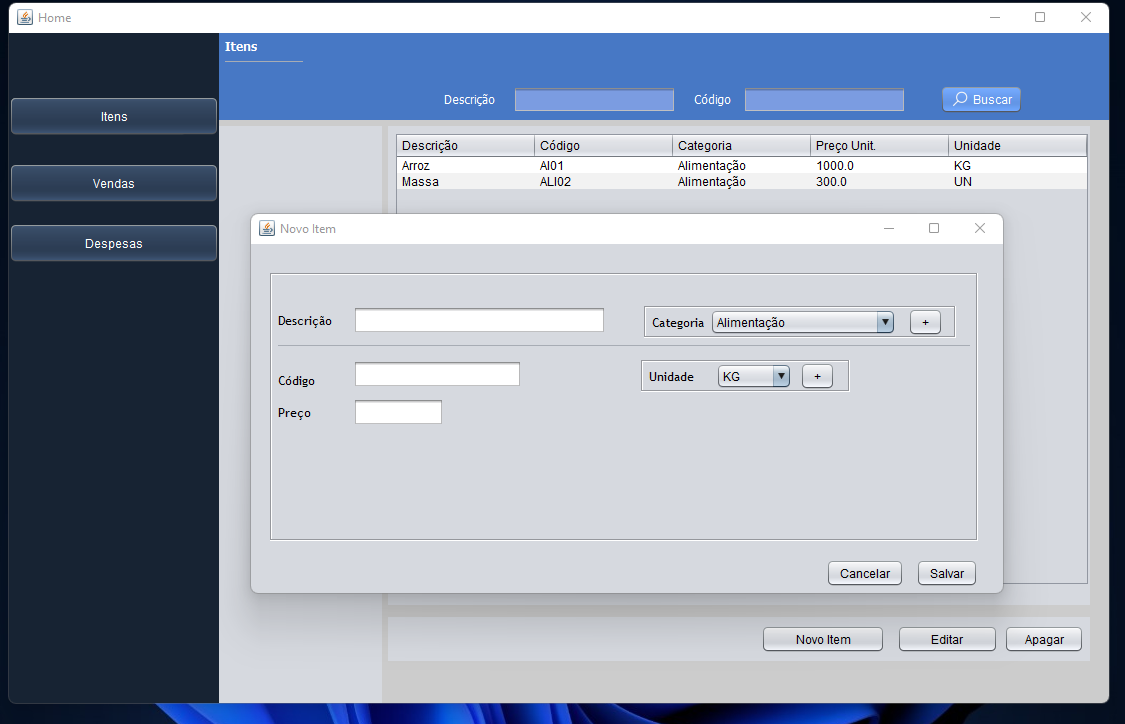 Home
Itens
Descrição Código Buscar
Itens
Vendas
Despesas
Descrição Código Categoria Preço Unit. Unidade
Arroz Al01 Alimentação 1000.0 KG
Massa ALI02 Alimentação 300.0 UN
Novo Item
Descrição Categoria Alimentação +
Código Unidade KG +
Preço
Cancelar Salvar
Novo Item Editar Apagar